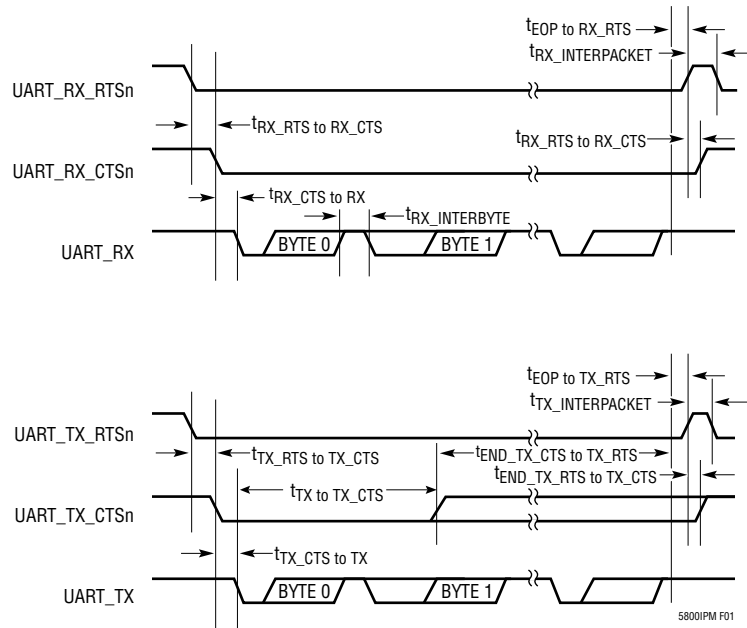 tEOP to RX_RTS
tRX_INTERPACKET
UART_RX_RTSn
tRX_RTS to RX_CTS
tRX_RTS to RX_CTS
UART_RX_CTSn
tRX_CTS to RX
tRX_INTERBYTE
UART_RX
BYTE 0
BYTE 1
tEOP to TX_RTS
tTX_INTERPACKET
UART_TX_RTSn
tTX_RTS to TX_CTS
tEND_TX_CTS to TX_RTS
tEND_TX_RTS to TX_CTS
tTX to TX_CTS
UART_TX_CTSn
tTX_CTS to TX
UART_TX
BYTE 0
BYTE 1
5800IPM F01